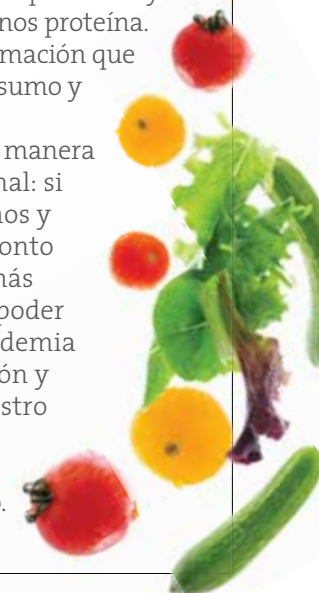 nos proteína.
mación que
sumo y
manera
nal: si
nos y
onto
más
poder
demia
ón y
stro
.